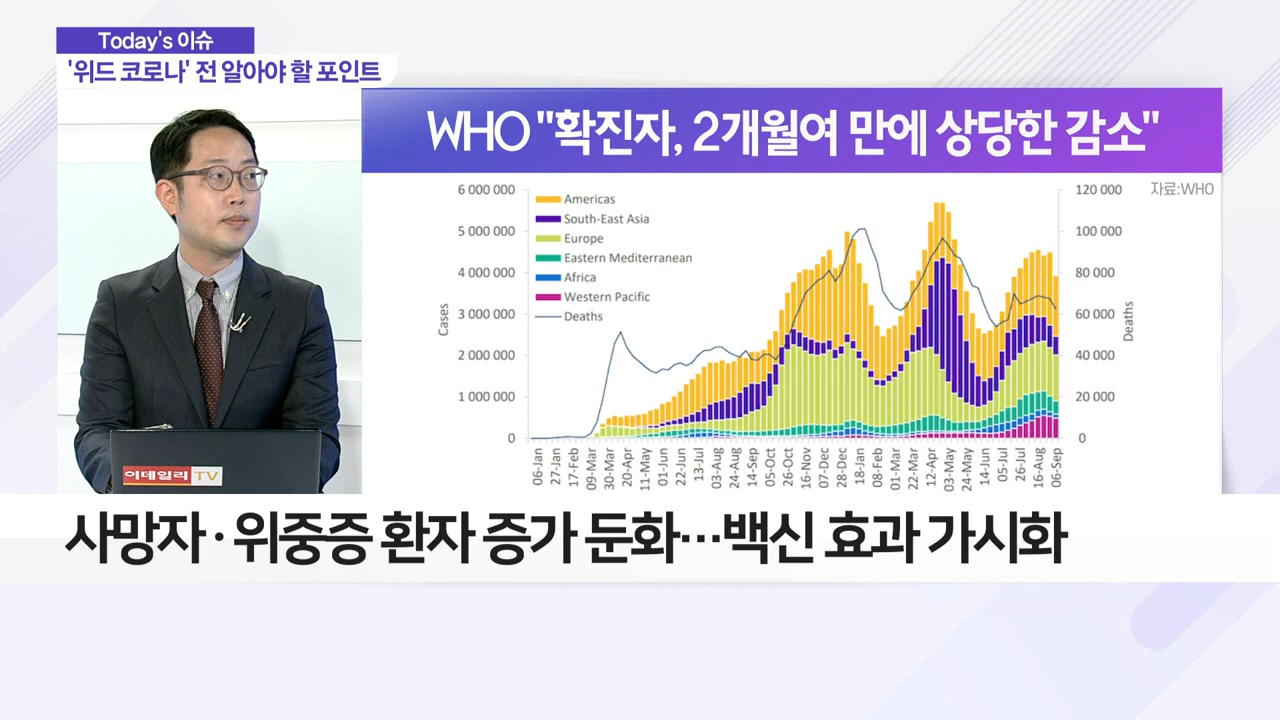 Today's 이슈
'위드 코로나' 전 알아야 할 포인트
WHO "확진자, 2개월여 만에 상당한 감소"
자료:WHO
6 000 000
5 000 000
4 000 000
3 000 000
2 000 000
1 000 000
0
Cases
Americas
South-East Asia
Europe
Eastern Mediterranean
Africa
Western Pacific
Deaths
120 000
100 000
80 000
60 000
40 000
20 000
0
Deaths
06-Jan
27-Jan
17-Feb
09-Mar
30-Mar
20-Apr
11-May
01-Jun
22-Jun
13-Jul
03-Aug
24-Aug
14-Sep
05-Oct
26-Oct
16-Nov
07-Dec
28-Dec
18-Jan
08-Feb
01-Mar
22-Mar
12-Apr
03-May
24-May
14-Jun
05-Jul
26-Jul
16-Aug
06-Sep
이데일리 TV
사망자·위중증 환자 증가 둔화…백신 효과 가시화